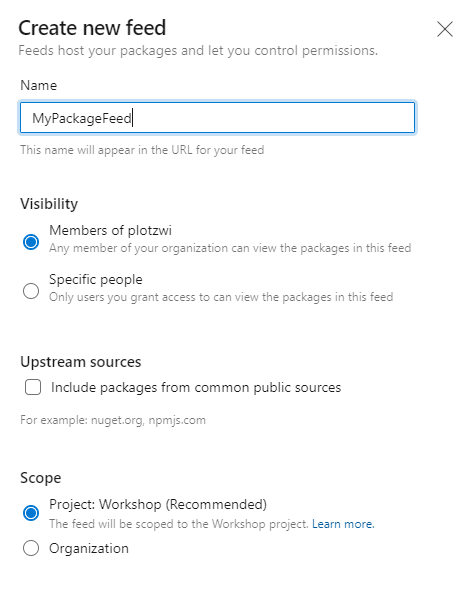 Create new feed
Feeds host your packages and let you control permissions.
Name
MyPackageFeed
This name will appear in the URL for your feed
Visibility
Members of plotzwi
Any member of your organization can view the packages in this feed
Specific people
Only users you grant access to can view the packages in this feed
Upstream sources
Include packages from common public sources
For example: nuget.org, npmjs.com
Scope
Project: Workshop (Recommended)
The feed will be scoped to the Workshop project. Learn more.
Organization